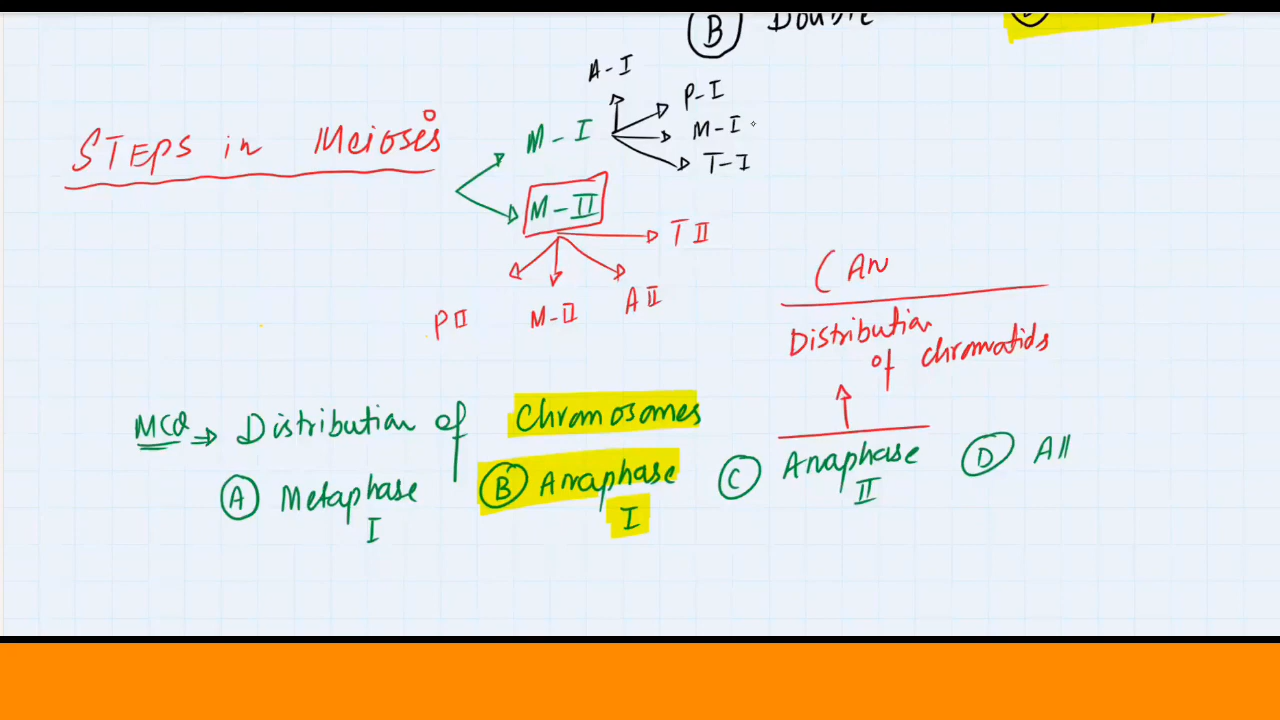 B Double
STEPS in Meiosis
A-I
M-I
P-I
M-I
T-I
M-II
T II
P II
M-II
A II
(AN
Distribution
of chromatids
MCQ ⇒ Distribution of Chromosomes
A Metaphase I
B Anaphase I
C Anaphase II
D All